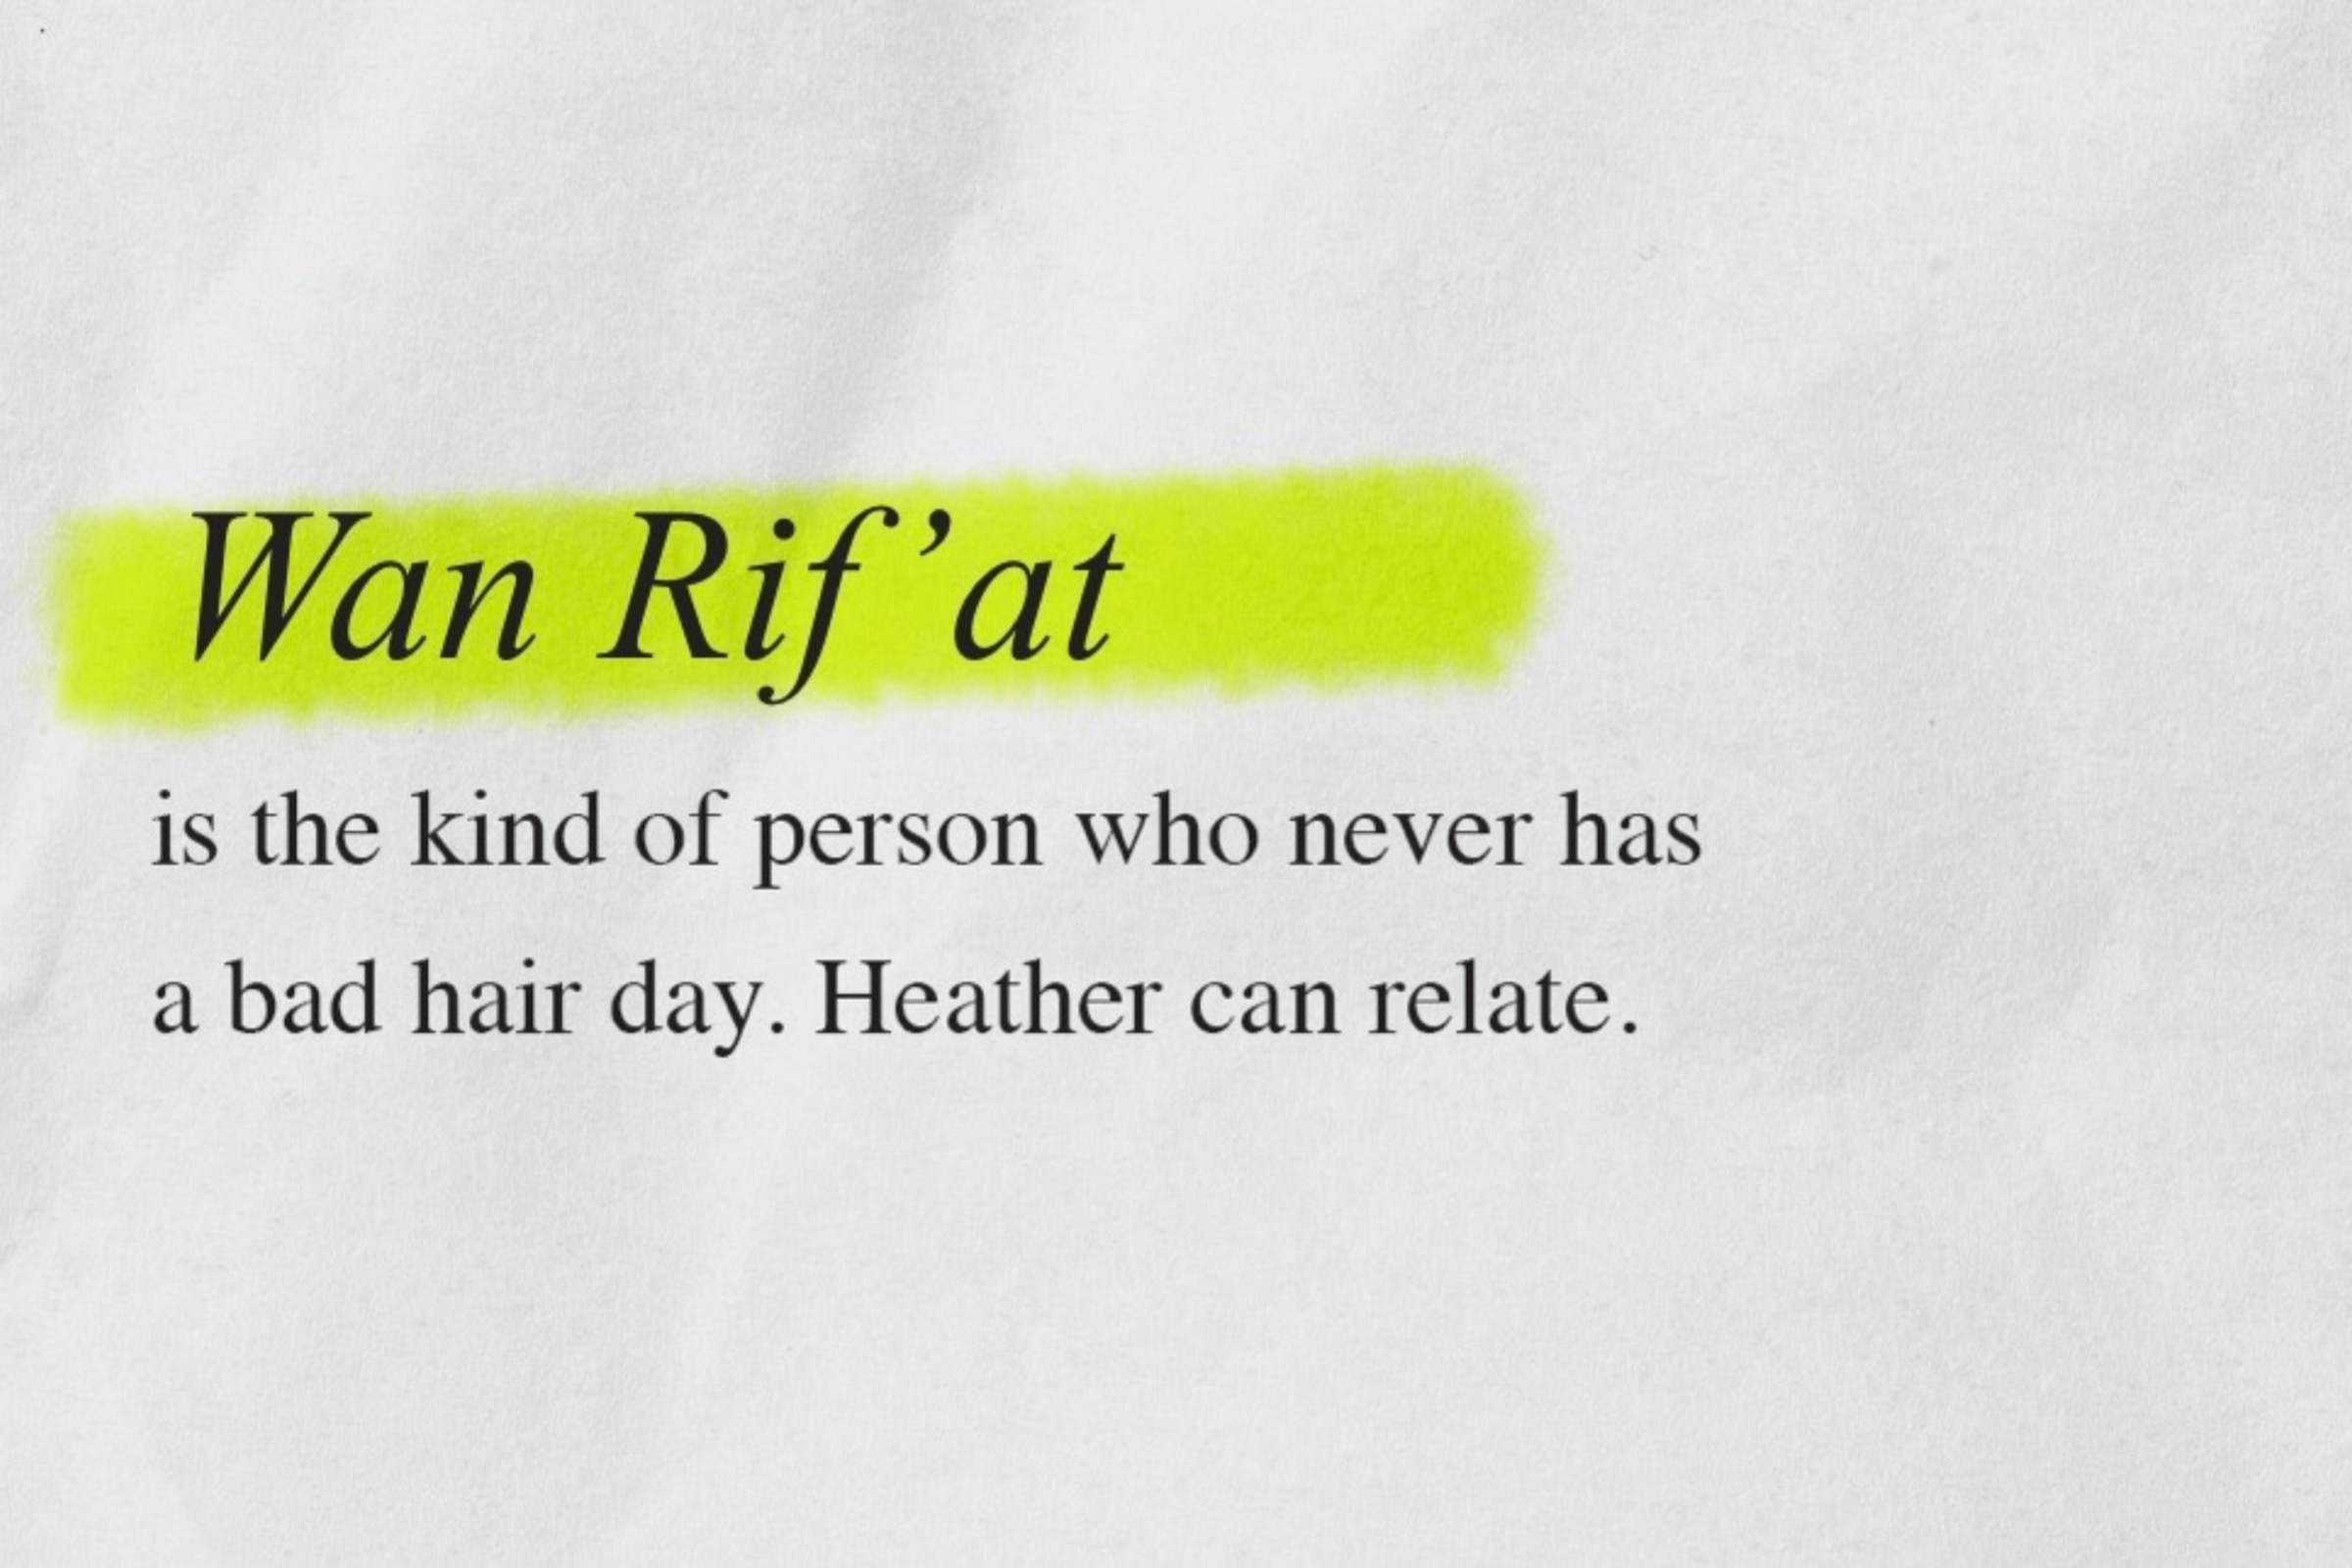 Wan Rif’at
is the kind of person who never has
a bad hair day. Heather can relate.